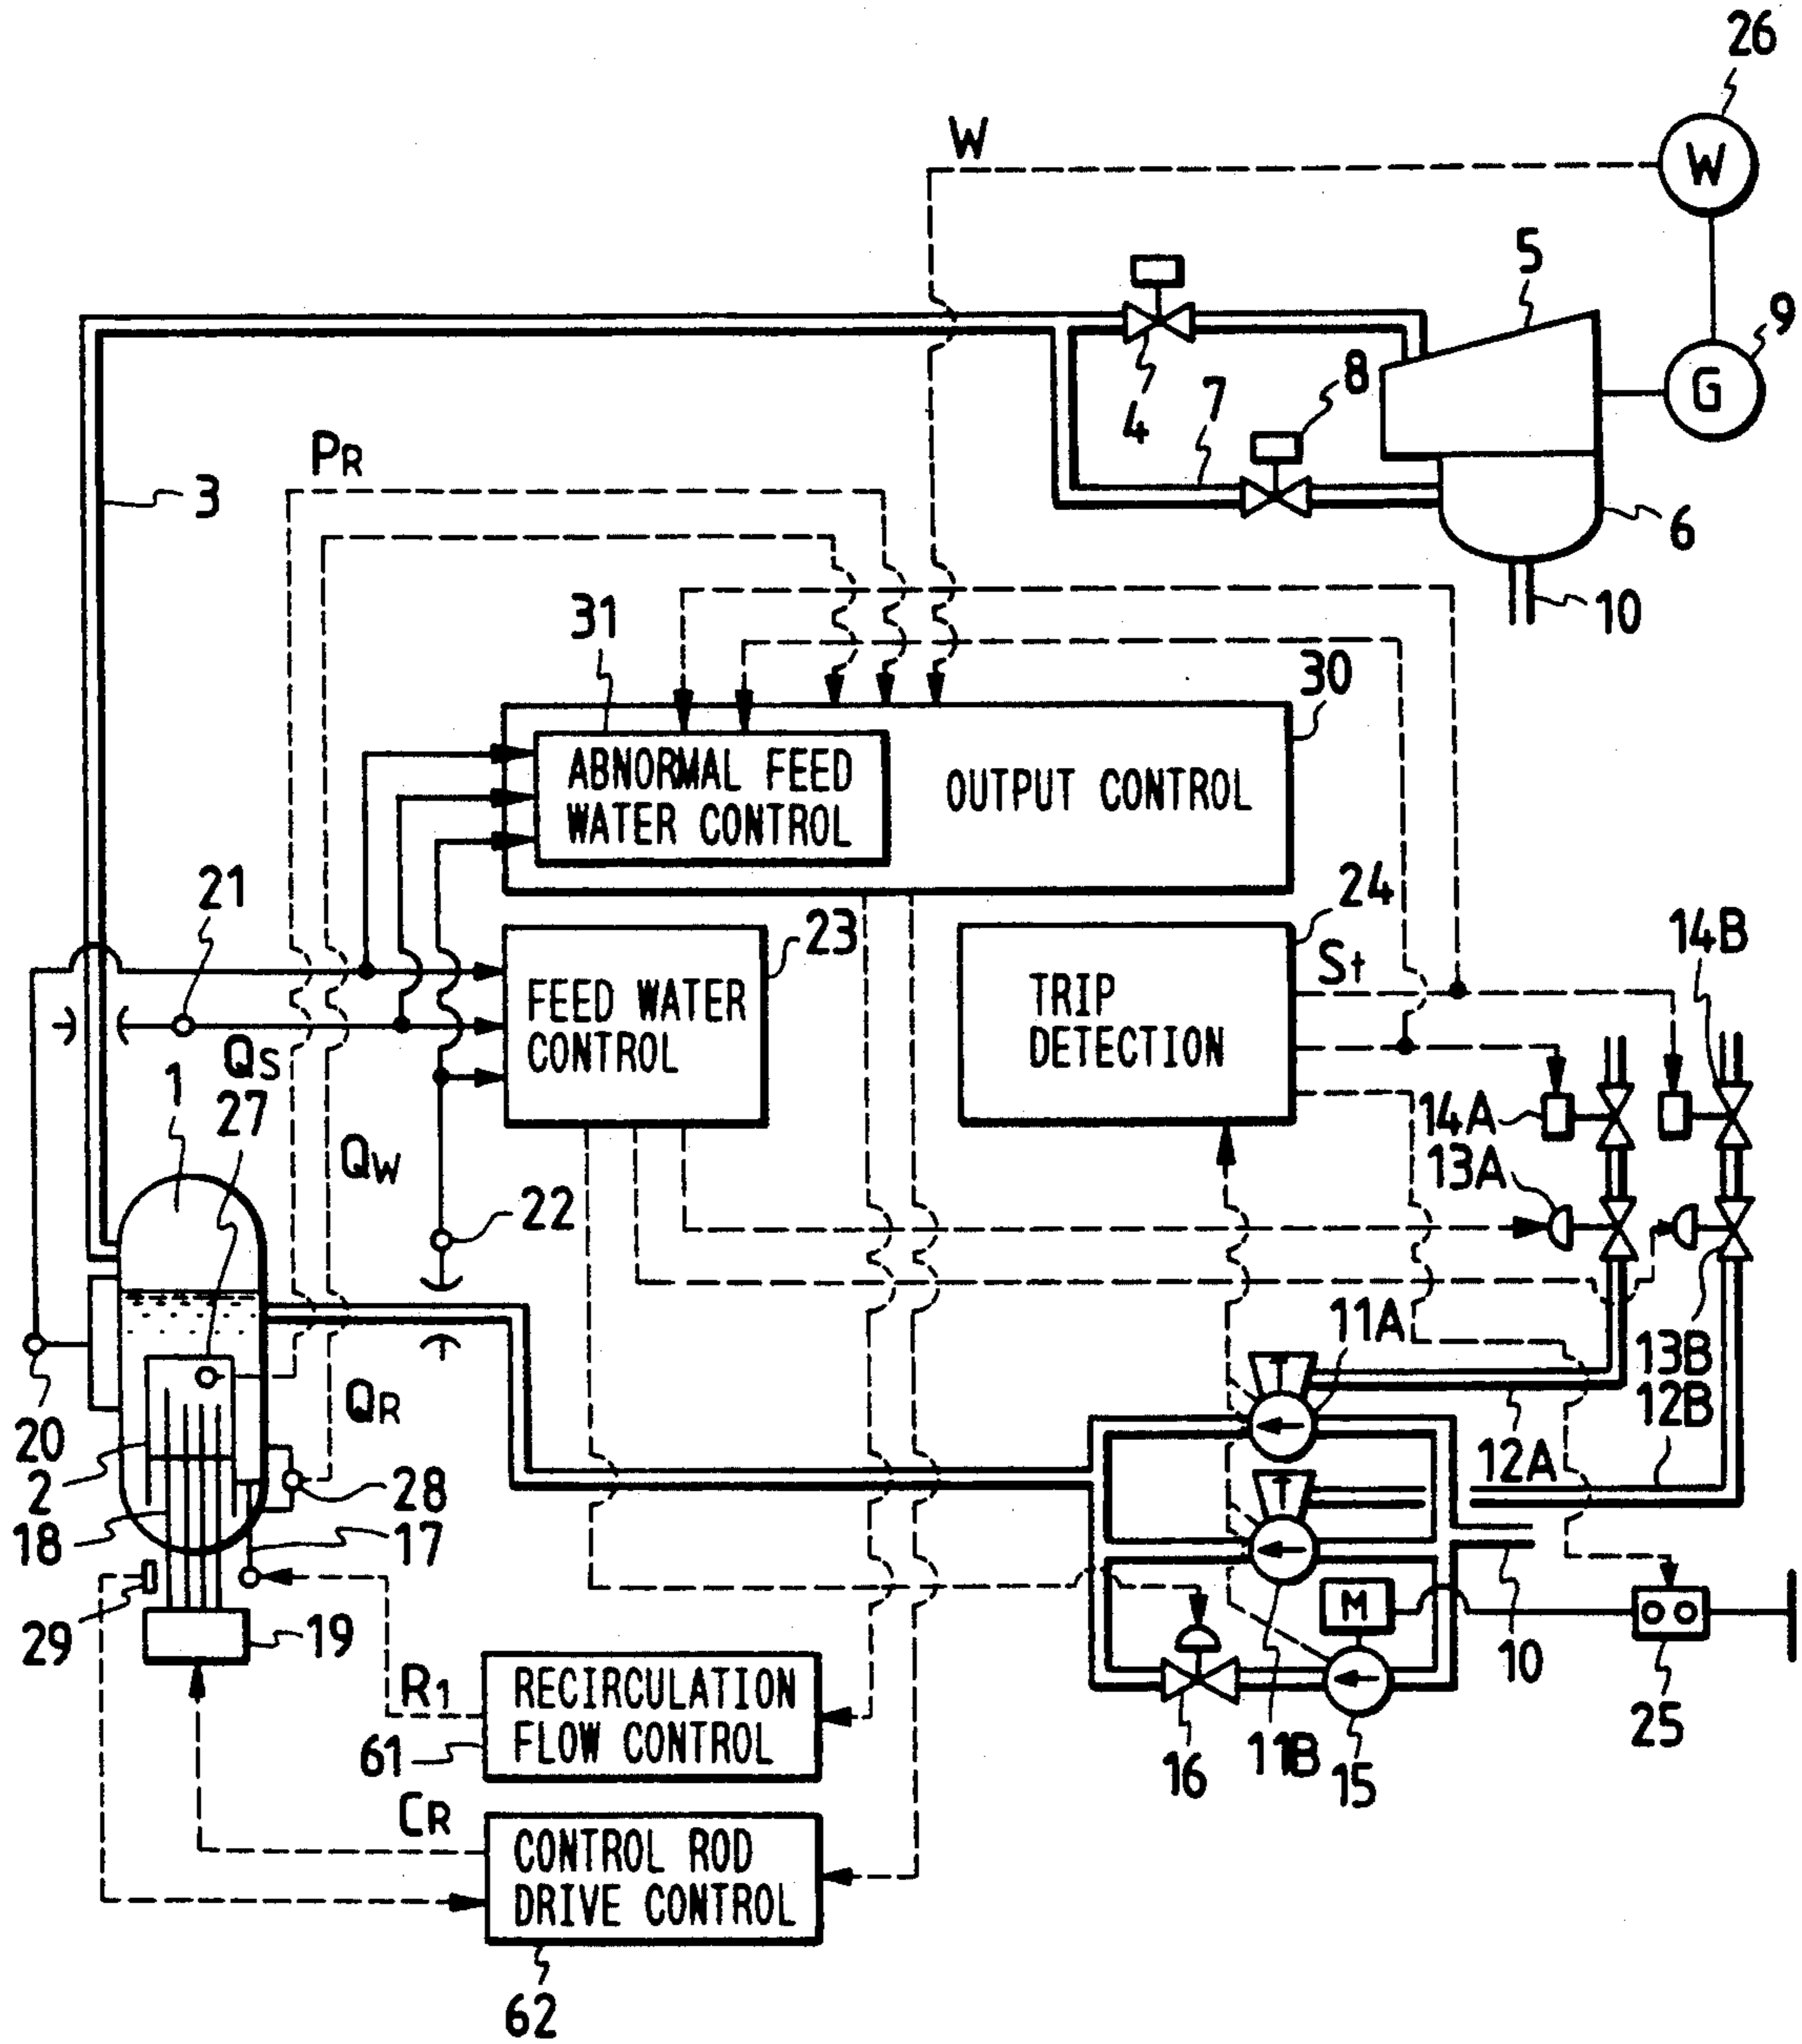 26
W
W
5
9
G
8
7
4
PR
3
6
10
31
30
ABNORMAL FEED
WATER CONTROL
OUTPUT CONTROL
21
23
24
14B
St
FEED WATER
CONTROL
TRIP
DETECTION
QS
1
27
14A
13A
QW
22
11A
13B
12B
QR
20
12A
2
28
18
17
M
29
19
10
R1
RECIRCULATION
FLOW CONTROL
25
61
16
11B
15
CR
CONTROL ROD
DRIVE CONTROL
62